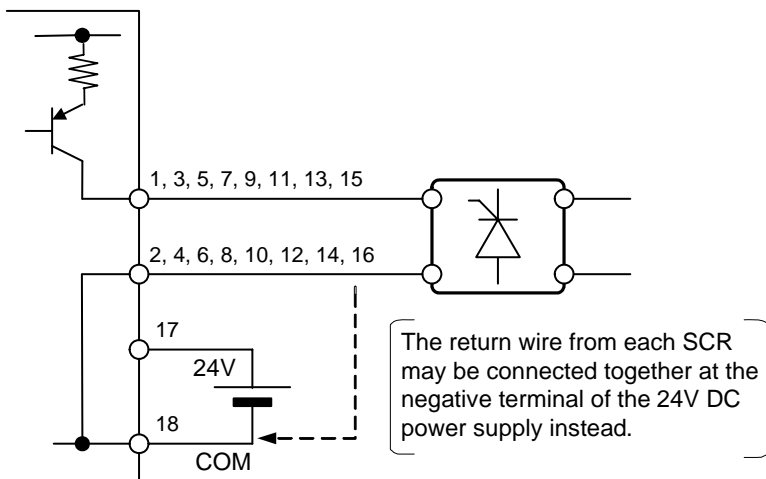 1, 3, 5, 7, 9, 11, 13, 15
2, 4, 6, 8, 10, 12, 14, 16
17
24V
18
COM
The return wire from each SCR
may be connected together at the
negative terminal of the 24V DC
power supply instead.